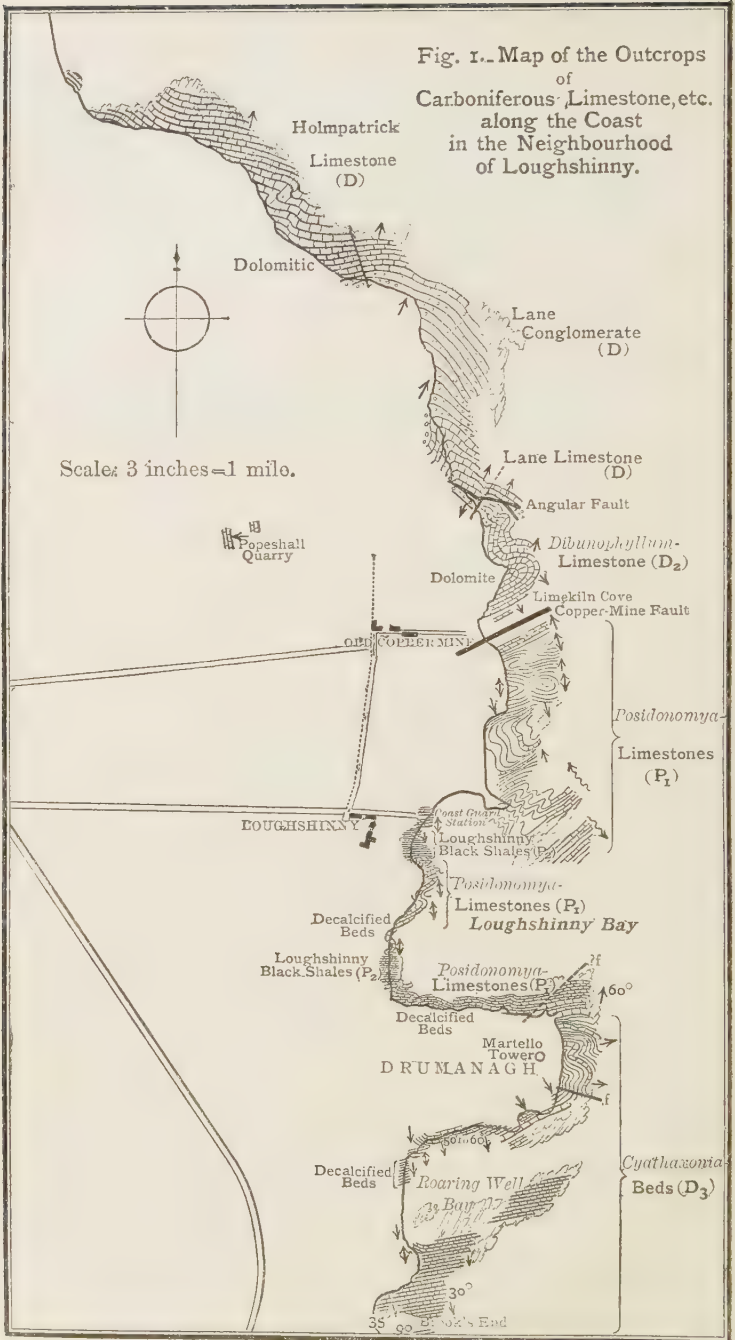 Fig. 1.. Map of the Outcrops
of
Carboniferous Limestone, etc.
along the Coast
in the Neighbourhood
of Loughshinny.
Holmpatrick
Limestone
(D)
Dolomitic
Lane
Conglomerate
(D)
Scale: 3 inches=1 mile.
Lane Limestone
(D)
Angular Fault
Popeshall
Quarry
Dibunophyllum-
Limestone (D2)
Dolomite
Limekiln Cove
Copper-Mine Fault
OLD COPPER MINE
Posidonomya-
Limestones
(P1)
Coast Guard
Station
LOUGHSHINNY
Loughshinny
Black Shales
Posidonomya-
Limestones (P1)
Loughshinny Bay
Decalcified
Beds
Loughshinny
Black Shales (P2)
Posidonomya-
Limestones (P1)
?f
60°
Decalcified
Beds
Martello
Tower
DRUMANAGH
f
50 to 60
Decalcified
Beds
Roaring Well
Bay
Cyathaxonia
Beds (D3)
30°
35
End